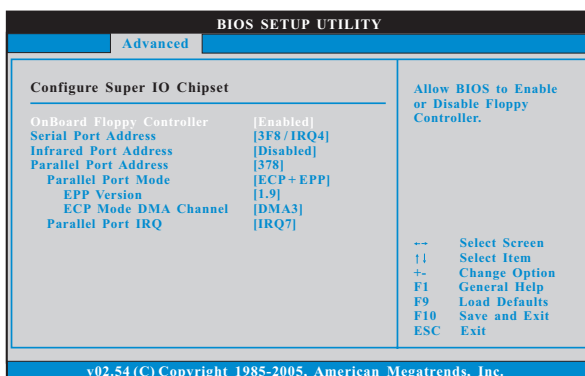 BIOS SETUP UTILITY
Advanced
Configure Super IO Chipset
OnBoard Floppy Controller [Enabled]
Serial Port Address [3F8 / IRQ4]
Infrared Port Address [Disabled]
Parallel Port Address [378]
Parallel Port Mode [ECP + EPP]
EPP Version [1.9]
ECP Mode DMA Channel [DMA3]
Parallel Port IRQ [IRQ7]
Allow BIOS to Enable
or Disable Floppy
Controller.
←→ Select Screen
↑↓ Select Item
+- Change Option
F1 General Help
F9 Load Defaults
F10 Save and Exit
ESC Exit
v02.54 (C) Copyright 1985-2005, American Megatrends, Inc.